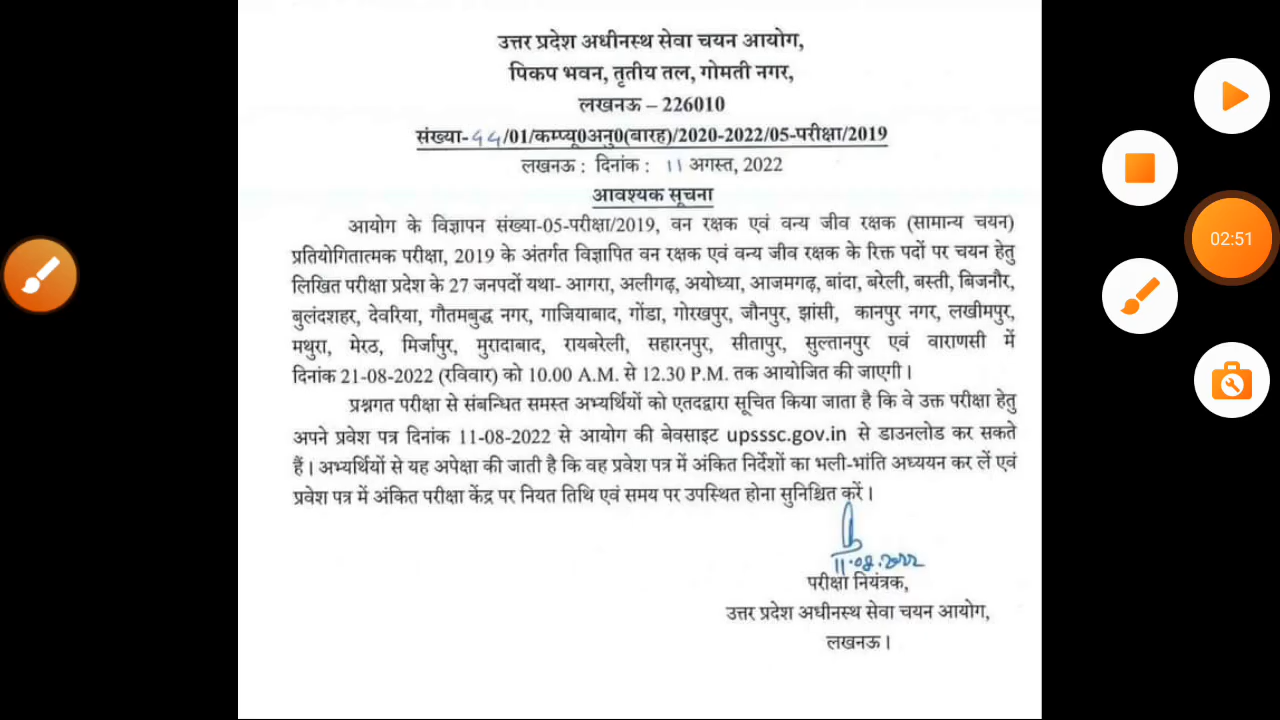 उत्तर प्रदेश अधीनस्थ सेवा चयन आयोग,
पिकप भवन, तृतीय तल, गोमती नगर,
लखनऊ – 226010
संख्या-44/01/कम्प्यू0अनु0(बारह)/2020-2022/05-परीक्षा/2019
लखनऊ : दिनांक : 11 अगस्त, 2022
आवश्यक सूचना
आयोग के विज्ञापन संख्या-05-परीक्षा/2019, वन रक्षक एवं वन्य जीव रक्षक (सामान्य चयन)
प्रतियोगितात्मक परीक्षा, 2019 के अंतर्गत विज्ञापित वन रक्षक एवं वन्य जीव रक्षक के रिक्त पदों पर चयन हेतु
लिखित परीक्षा प्रदेश के 27 जनपदों यथा- आगरा, अलीगढ़, अयोध्या, आजमगढ़, बांदा, बरेली, बस्ती, बिजनौर,
बुलंदशहर, देवरिया, गौतमबुद्ध नगर, गाजियाबाद, गोंडा, गोरखपुर, जौनपुर, झांसी, कानपुर नगर, लखीमपुर,
मथुरा, मेरठ, मिर्जापुर, मुरादाबाद, रायबरेली, सहारनपुर, सीतापुर, सुल्तानपुर एवं वाराणसी में
दिनांक 21-08-2022 (रविवार) को 10.00 A.M. से 12.30 P.M. तक आयोजित की जाएगी।
प्रश्नगत परीक्षा से संबन्धित समस्त अभ्यर्थियों को एतदद्वारा सूचित किया जाता है कि वे उक्त परीक्षा हेतु
अपने प्रवेश पत्र दिनांक 11-08-2022 से आयोग की बेवसाइट upsssc.gov.in से डाउनलोड कर सकते
हैं। अभ्यर्थियों से यह अपेक्षा की जाती है कि वह प्रवेश पत्र में अंकित निर्देशों का भली-भांति अध्ययन कर लें एवं
प्रवेश पत्र में अंकित परीक्षा केंद्र पर नियत तिथि एवं समय पर उपस्थित होना सुनिश्चित करें।
11.08.2022
परीक्षा नियंत्रक,
उत्तर प्रदेश अधीनस्थ सेवा चयन आयोग,
लखनऊ।
02:51